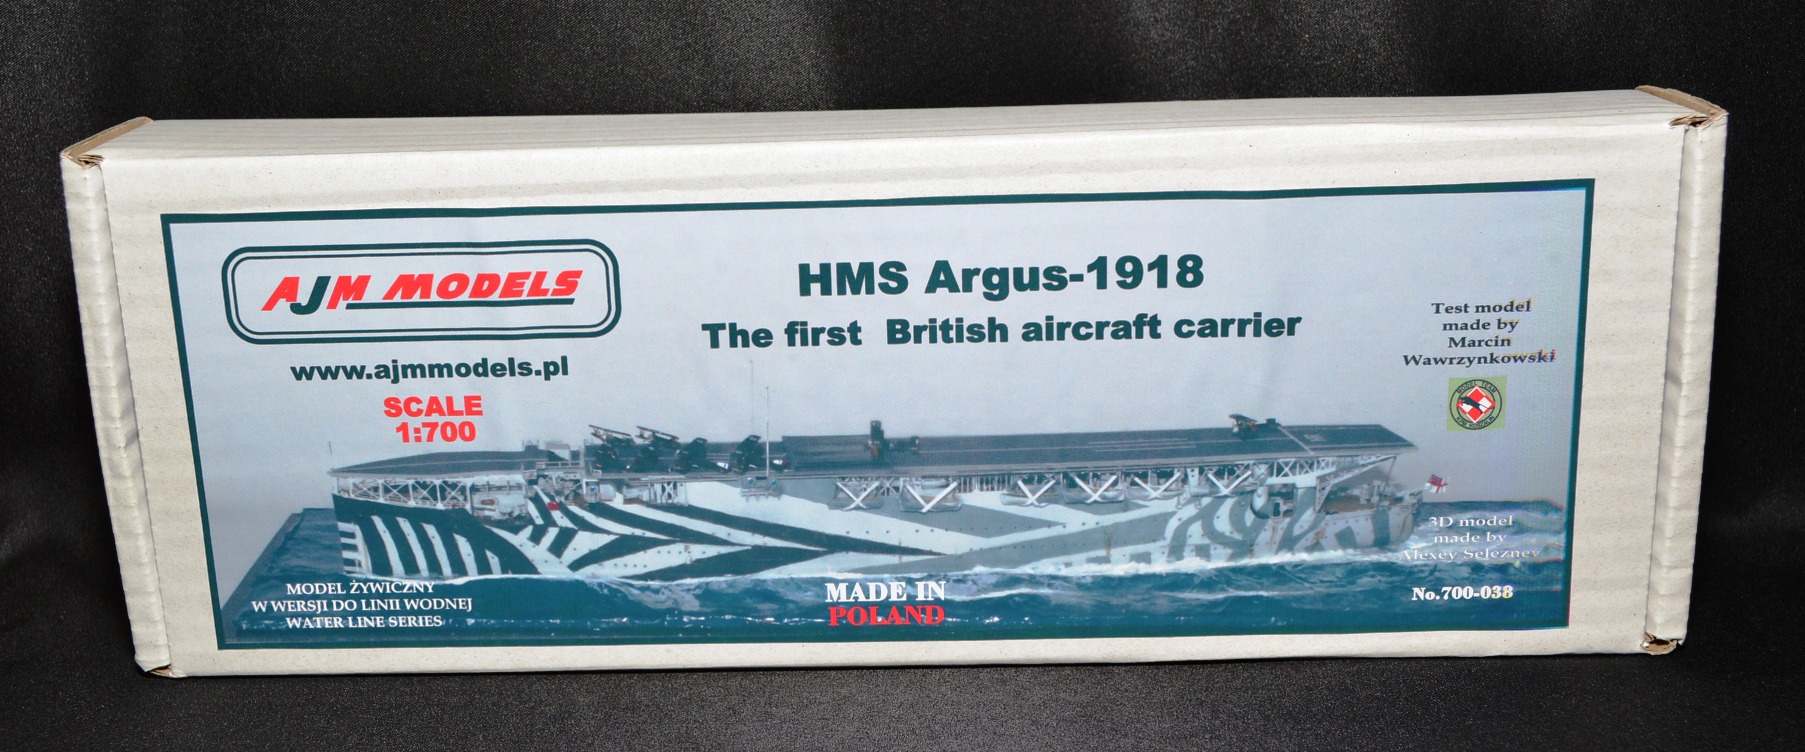 AJM MODELS
www.ajmmodels.pl
SCALE
1:700
HMS Argus-1918
The first British aircraft carrier
Test model
made by
Marcin
Wawrzynkowski
MODEL TEAM
3D model
made by
Alexey Seleznev
No.700-038
MODEL ŻYWICZNY
W WERSJI DO LINII WODNEJ
WATER LINE SERIES
MADE IN
POLAND